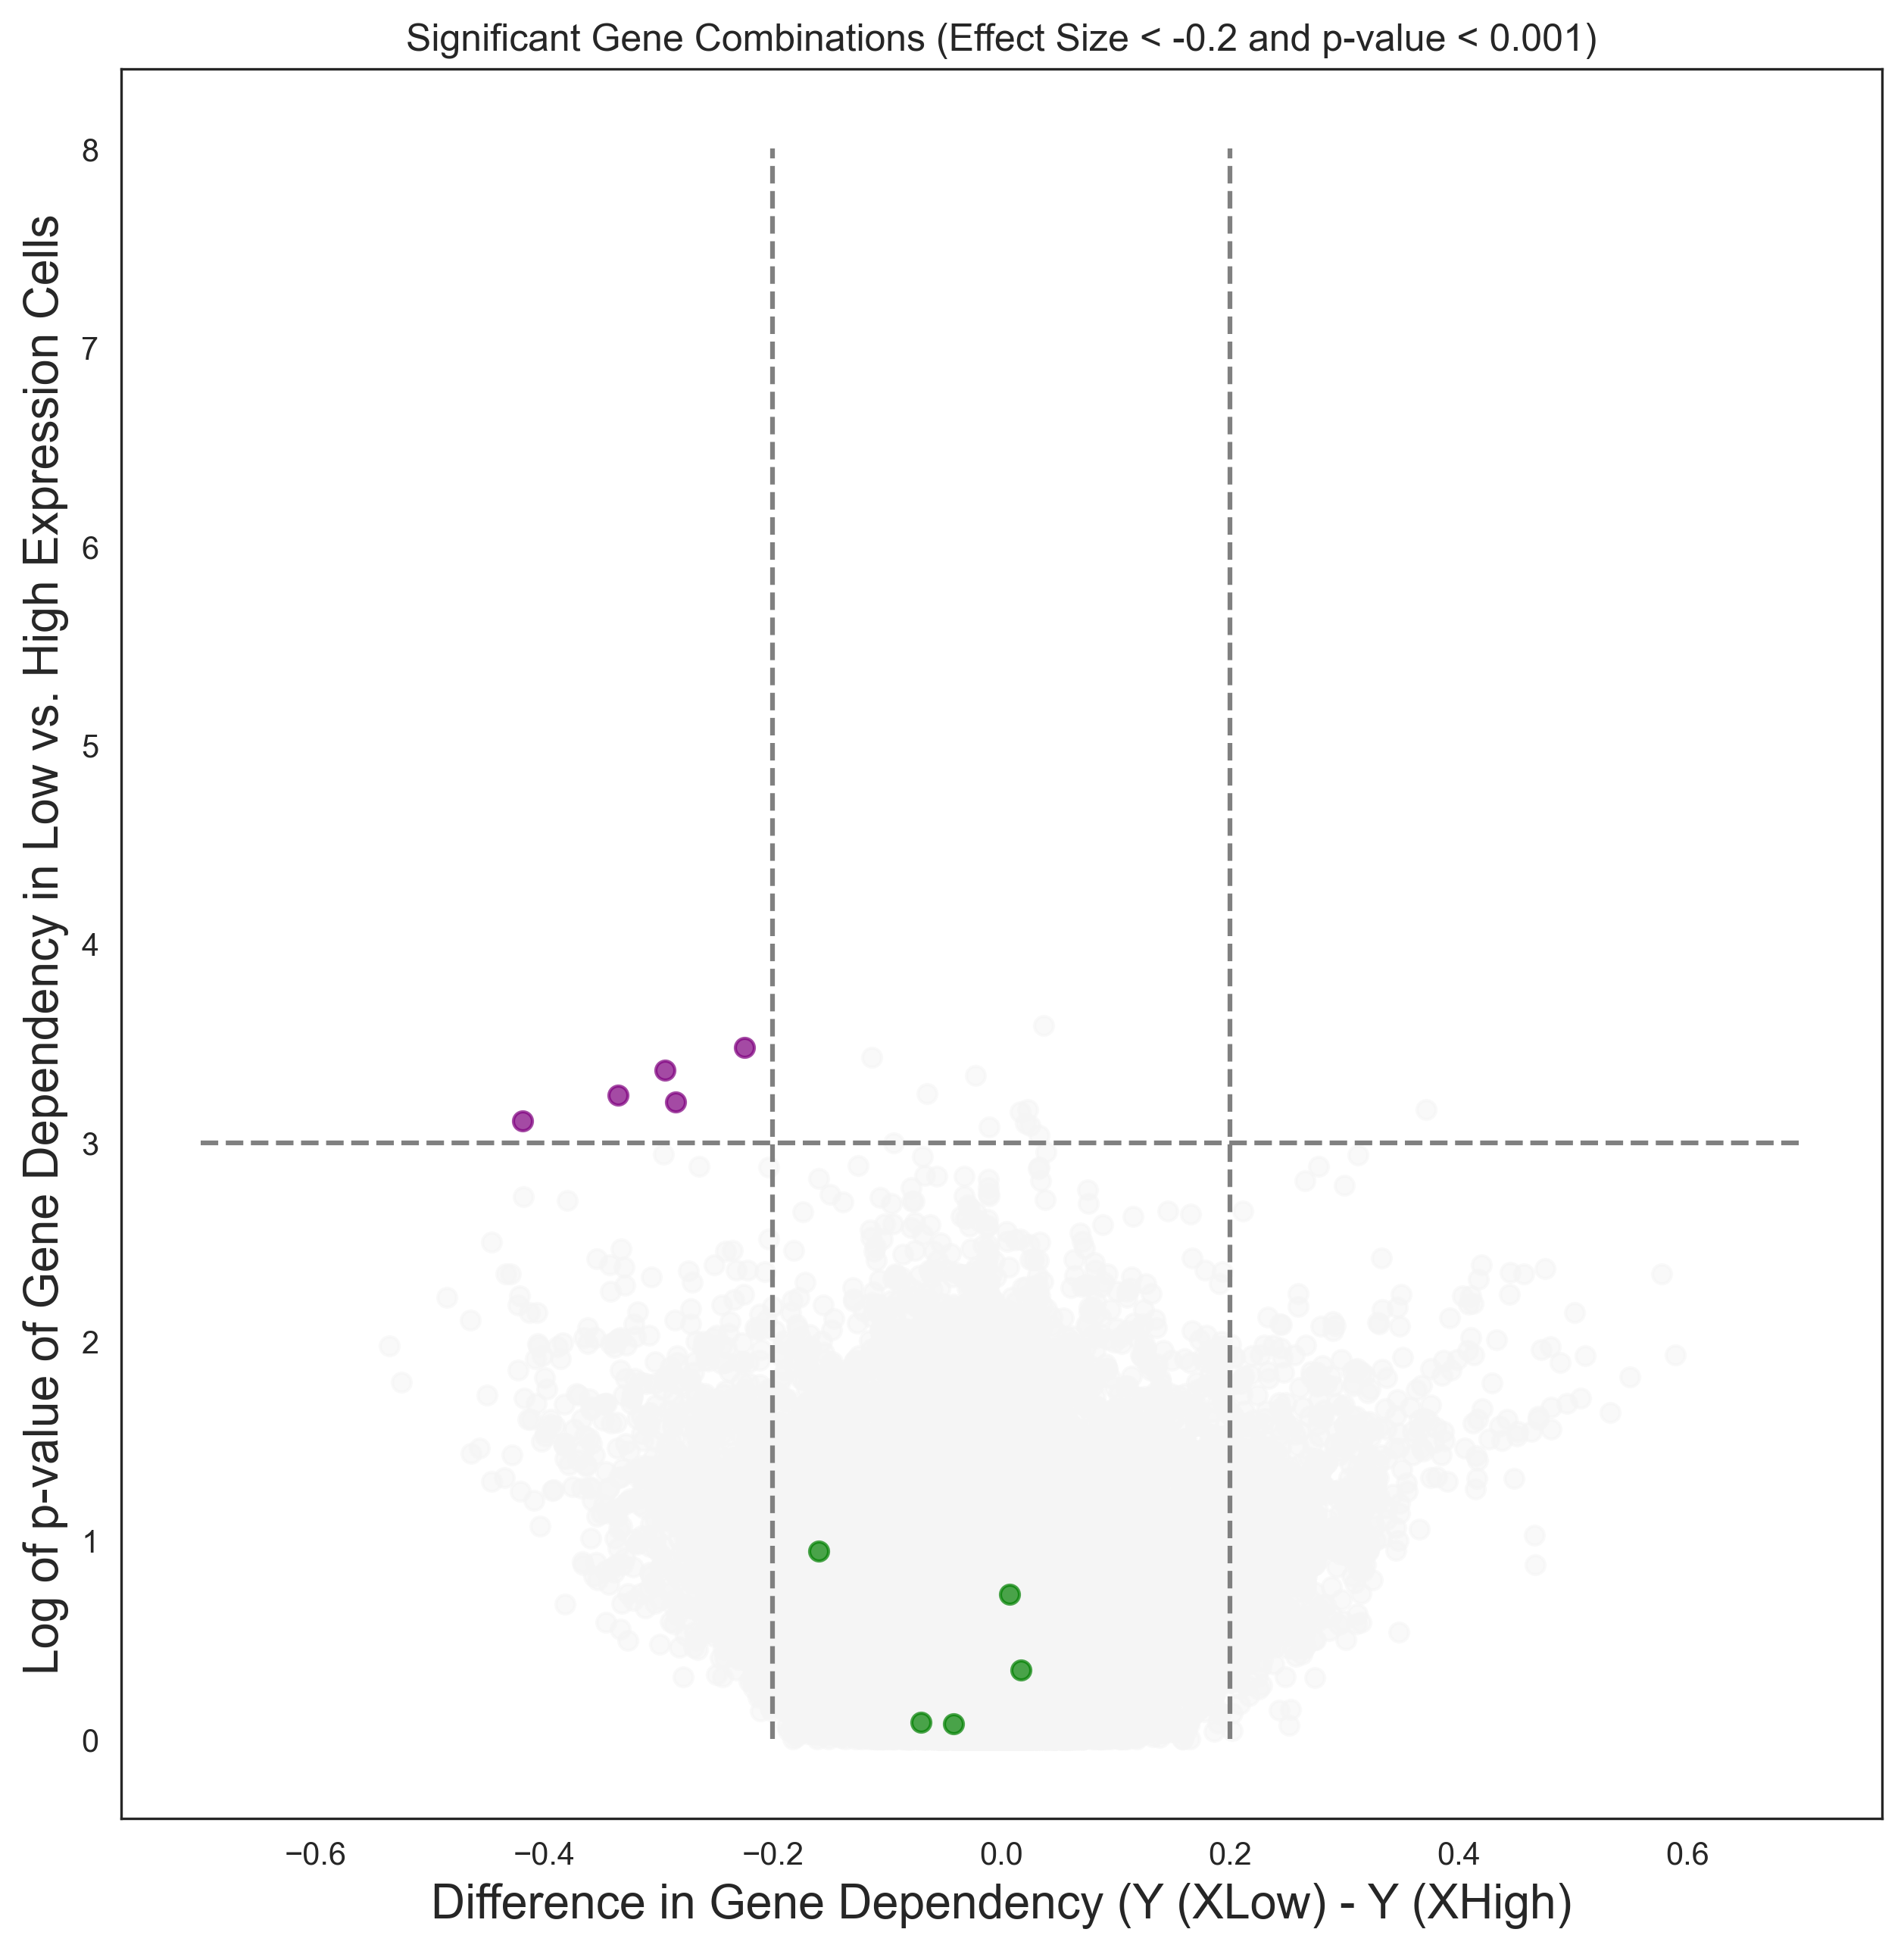 Significant Gene Combinations (Effect Size < -0.2 and p-value < 0.001)
Log of p-value of Gene Dependency in Low vs. High Expression Cells
8
7
6
5
4
3
2
1
0
−0.6 −0.4 −0.2 0.0 0.2 0.4 0.6
Difference in Gene Dependency (Y (XLow) - Y (XHigh)